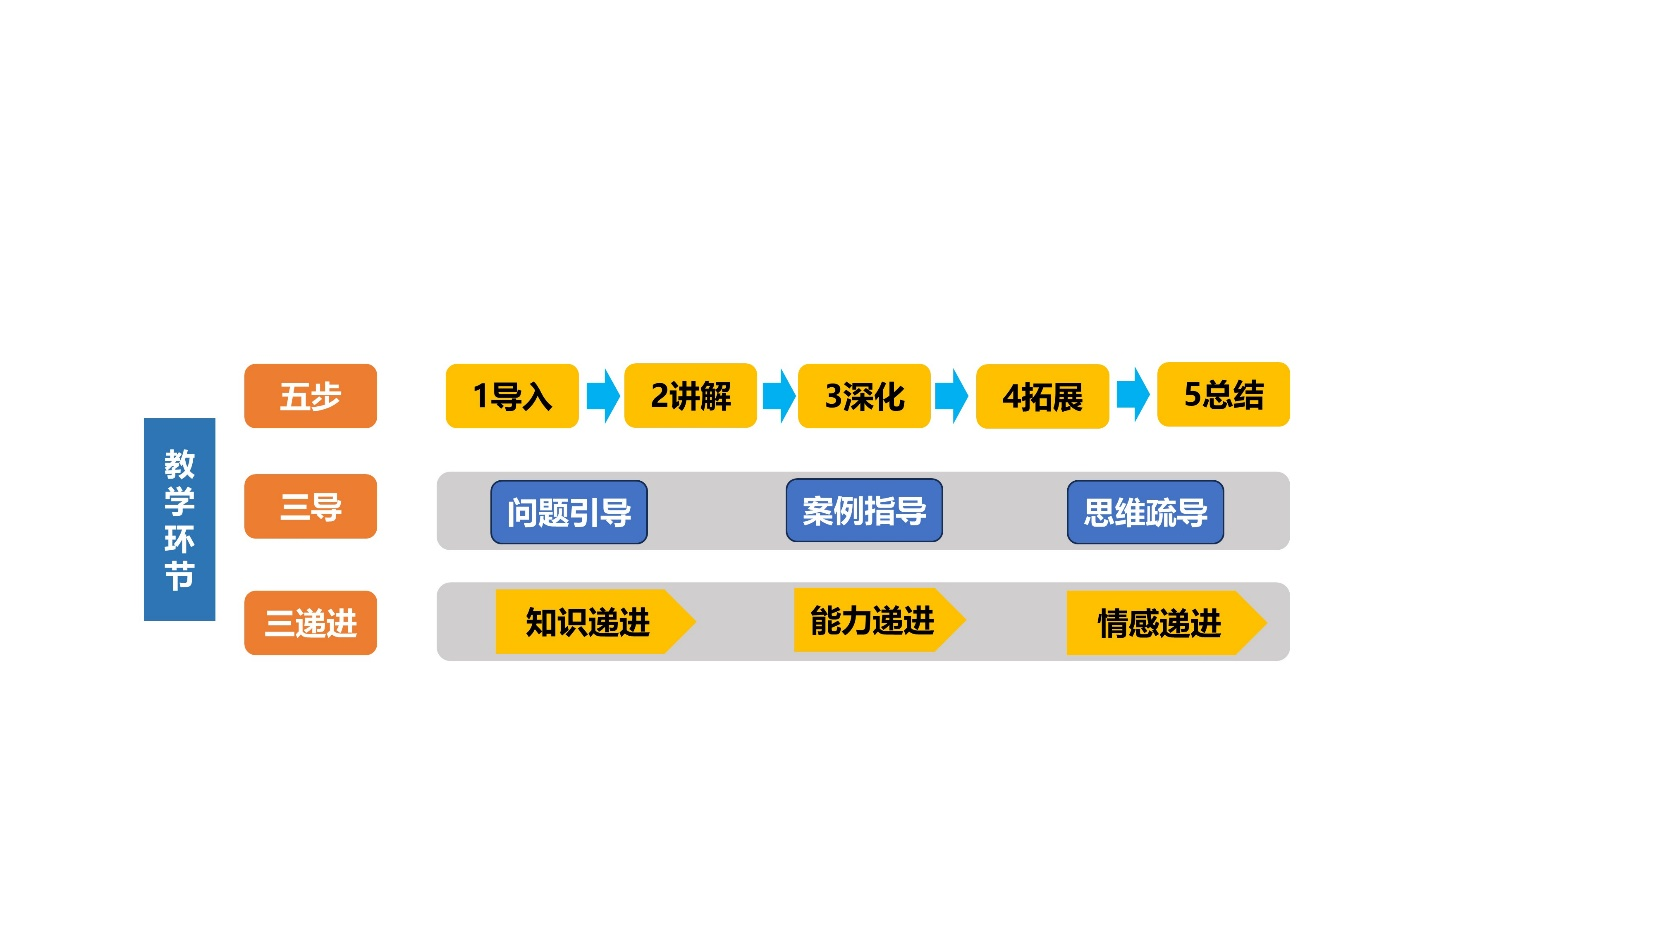 教学环节
五步
1导入
2讲解
3深化
4拓展
5总结
三导
问题引导
案例指导
思维疏导
三递进
知识递进
能力递进
情感递进